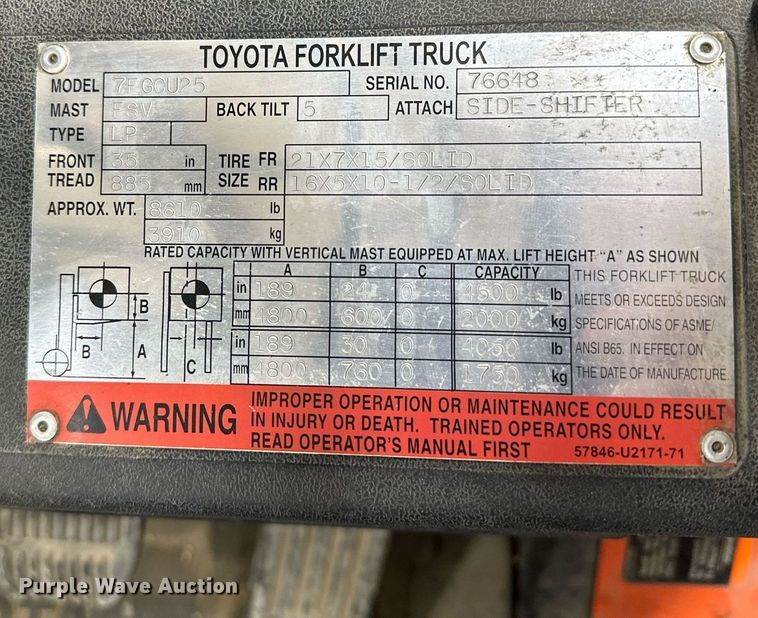 TOYOTA FORKLIFT TRUCK
MODEL 7FGCU25 SERIAL NO. 76648
MAST FSV BACK TILT 5 ATTACH SIDE-SHIFTER
TYPE LP
FRONT 35 in TIRE FR 21X7X15/SOLID
TREAD 885 mm SIZE RR 16X5X10-1/2/SOLID
APPROX. WT. 8610 lb
3910 kg
RATED CAPACITY WITH VERTICAL MAST EQUIPPED AT MAX. LIFT HEIGHT "A" AS SHOWN
A B C CAPACITY
in 189 24 0 4500 lb
mm 4800 600 0 2000 kg
in 189 30 0 4050 lb
mm 4800 760 0 1750 kg
THIS FORKLIFT TRUCK
MEETS OR EXCEEDS DESIGN
SPECIFICATIONS OF ASME/
ANSI B65. IN EFFECT ON
THE DATE OF MANUFACTURE.
B
B A
C
WARNING
IMPROPER OPERATION OR MAINTENANCE COULD RESULT
IN INJURY OR DEATH. TRAINED OPERATORS ONLY.
READ OPERATOR'S MANUAL FIRST 57846-U2171-71
Purple Wave Auction